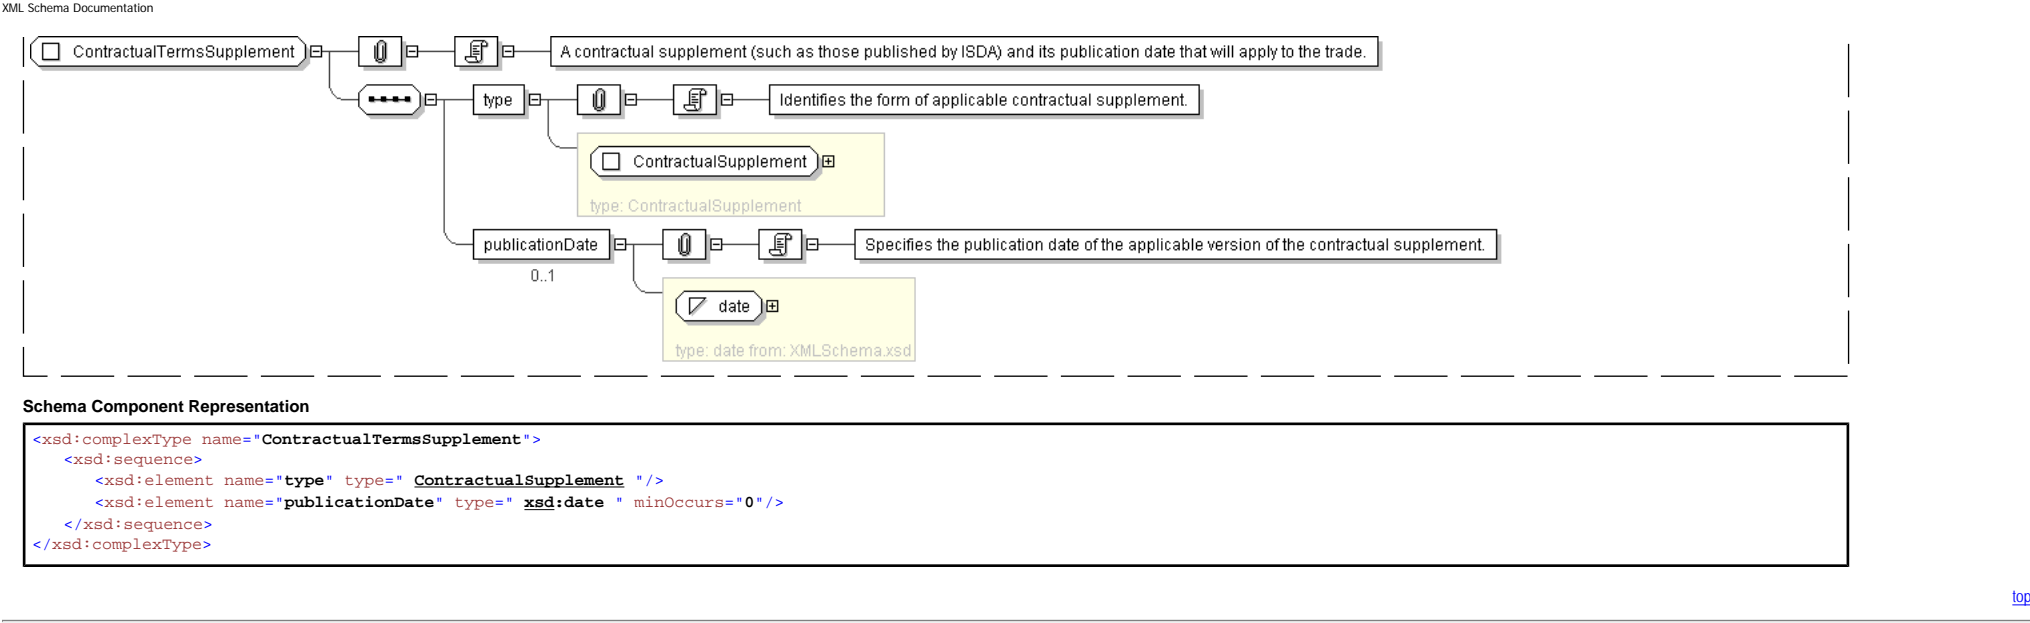 XML Schema Documentation
ContractualTermsSupplement A contractual supplement (such as those published by ISDA) and its publication date that will apply to the trade.
type Identifies the form of applicable contractual supplement.
ContractualSupplement
type: ContractualSupplement
publicationDate Specifies the publication date of the applicable version of the contractual supplement.
0..1
date
type: date from: XMLSchema.xsd
Schema Component Representation
<xsd:complexType name="ContractualTermsSupplement">
<xsd:sequence>
<xsd:element name="type" type=" ContractualSupplement "/>
<xsd:element name="publicationDate" type=" xsd:date " minOccurs="0"/>
</xsd:sequence>
</xsd:complexType>
top